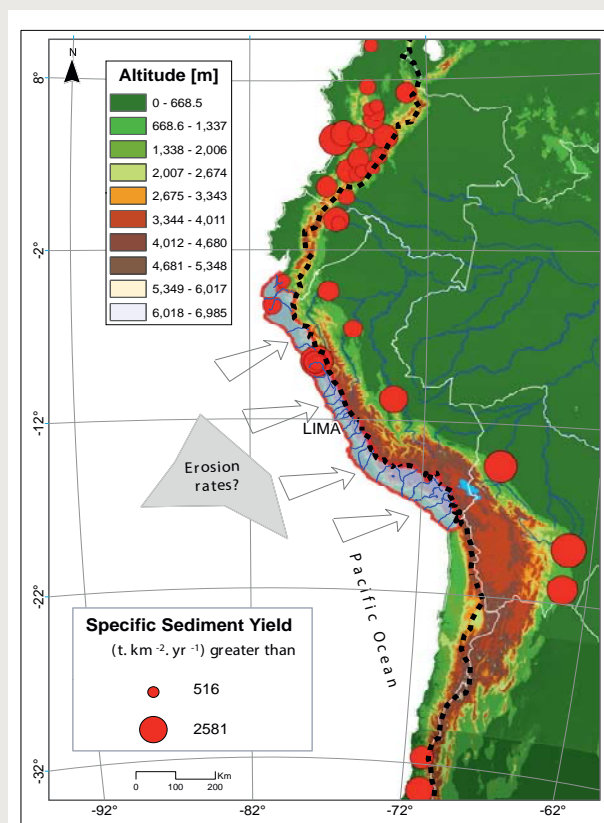 N
Altitude [m]
0 - 668.5
668.6 - 1,337
1,338 - 2,006
2,007 - 2,674
2,675 - 3,343
3,344 - 4,011
4,012 - 4,680
4,681 - 5,348
5,349 - 6,017
6,018 - 6,985
8°
2°
12°
22°
-32°
LIMA
Erosion
rates?
Pacific Ocean
Specific Sediment Yield
(t. km -2. yr -1) greater than
516
2581
0 100 200 Km
-92°
-82°
-72°
-62°